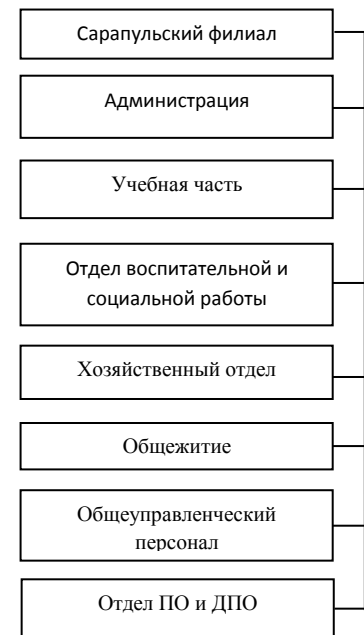 Сарапульский филиал
Администрация
Учебная часть
Отдел воспитательной и
социальной работы
Хозяйственный отдел
Общежитие
Общеуправленческий
персонал
Отдел ПО и ДПО